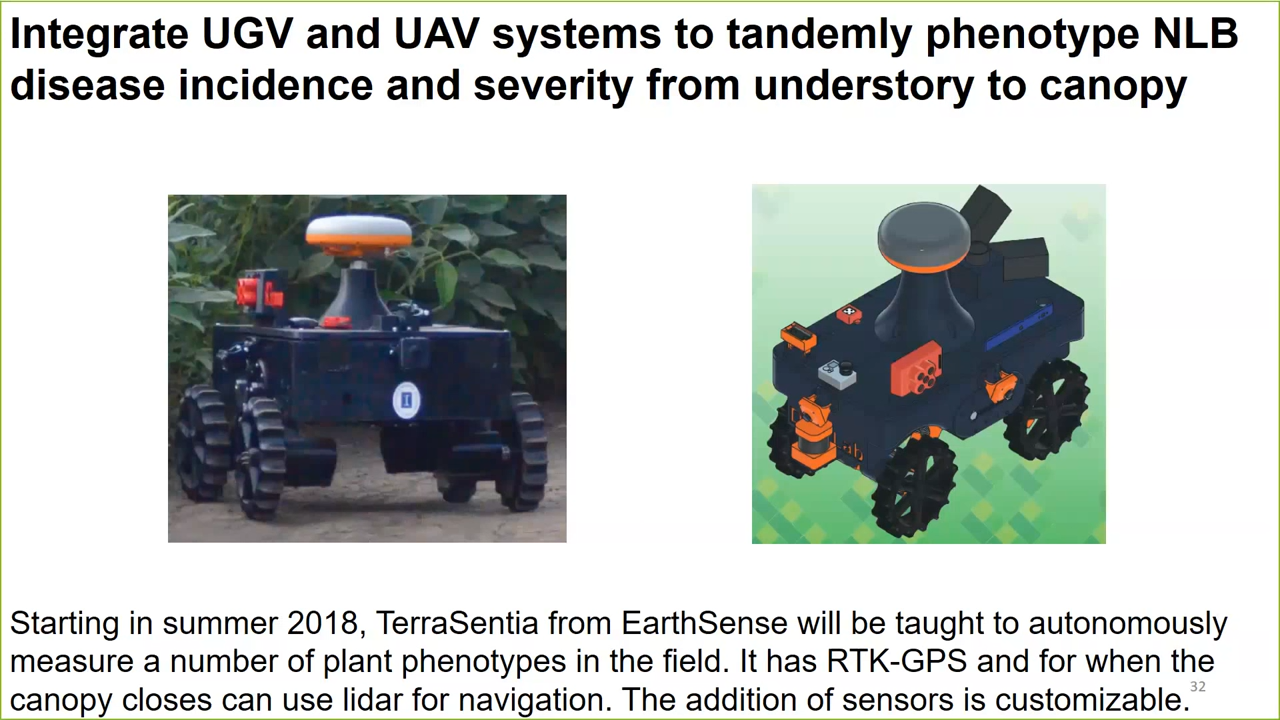 Integrate UGV and UAV systems to tandemly phenotype NLB
disease incidence and severity from understory to canopy
I
Starting in summer 2018, TerraSentia from EarthSense will be taught to autonomously
measure a number of plant phenotypes in the field. It has RTK-GPS and for when the
canopy closes can use lidar for navigation. The addition of sensors is customizable.
32